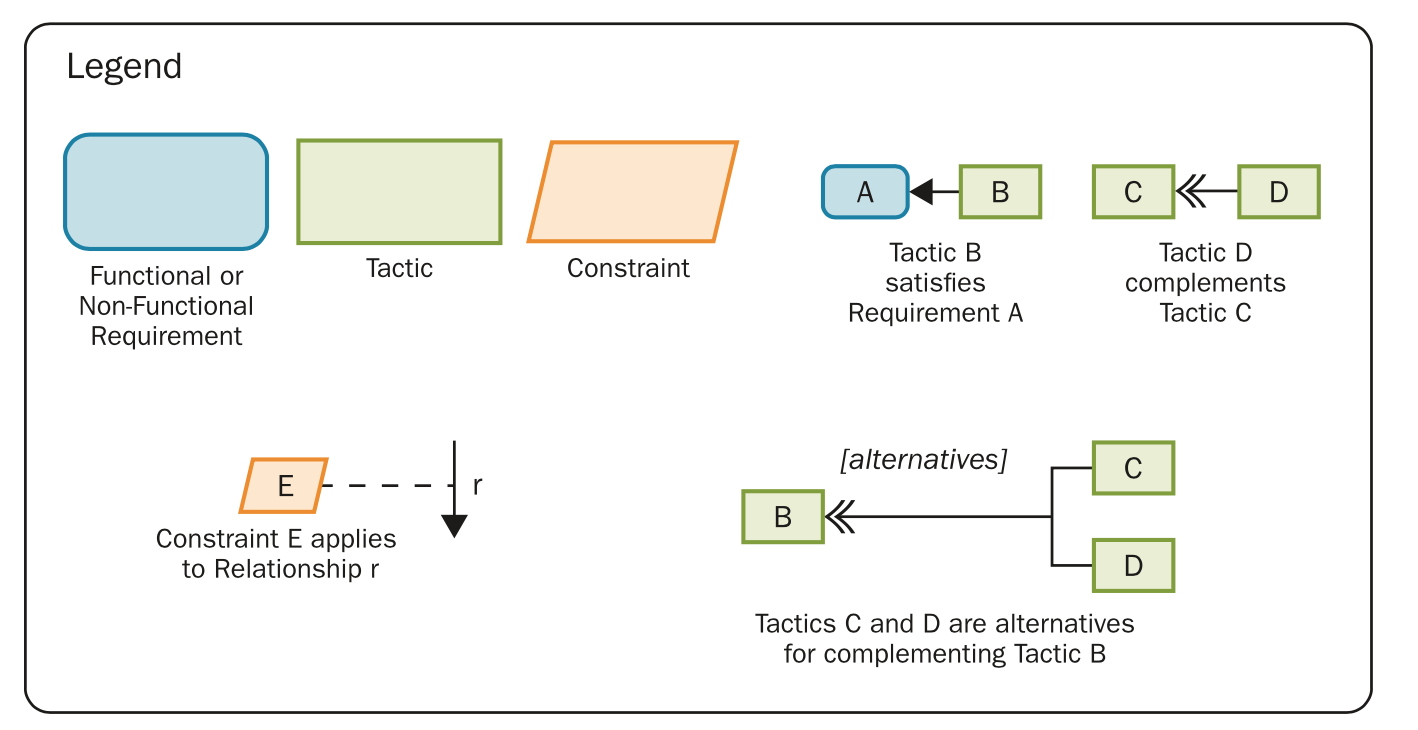 Legend
Functional or
Non-Functional
Requirement
Tactic
Constraint
A
B
Tactic B
satisfies
Requirement A
C
D
Tactic D
complements
Tactic C
E
r
Constraint E applies
to Relationship r
[alternatives]
B
C
D
Tactics C and D are alternatives
for complementing Tactic B